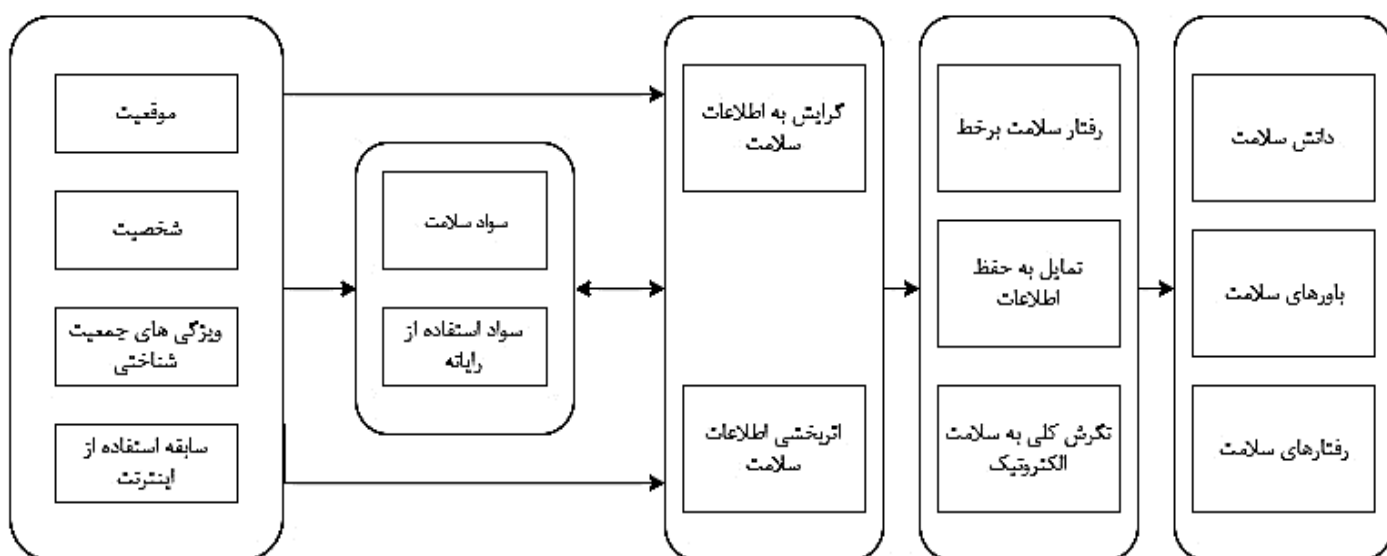 موقعیت
شخصیت
ویژگی های جمعیت
شناختی
سابقه استفاده از
اینترنت
سواد سلامت
سواد استفاده از
رایانه
گرایش به اطلاعات
سلامت
اثربخشی اطلاعات
سلامت
رفتار سلامت برخط
تمایل به حفظ
اطلاعات
نگرش کلی به سلامت
الکترونیک
دانش سلامت
باورهای سلامت
رفتارهای سلامت